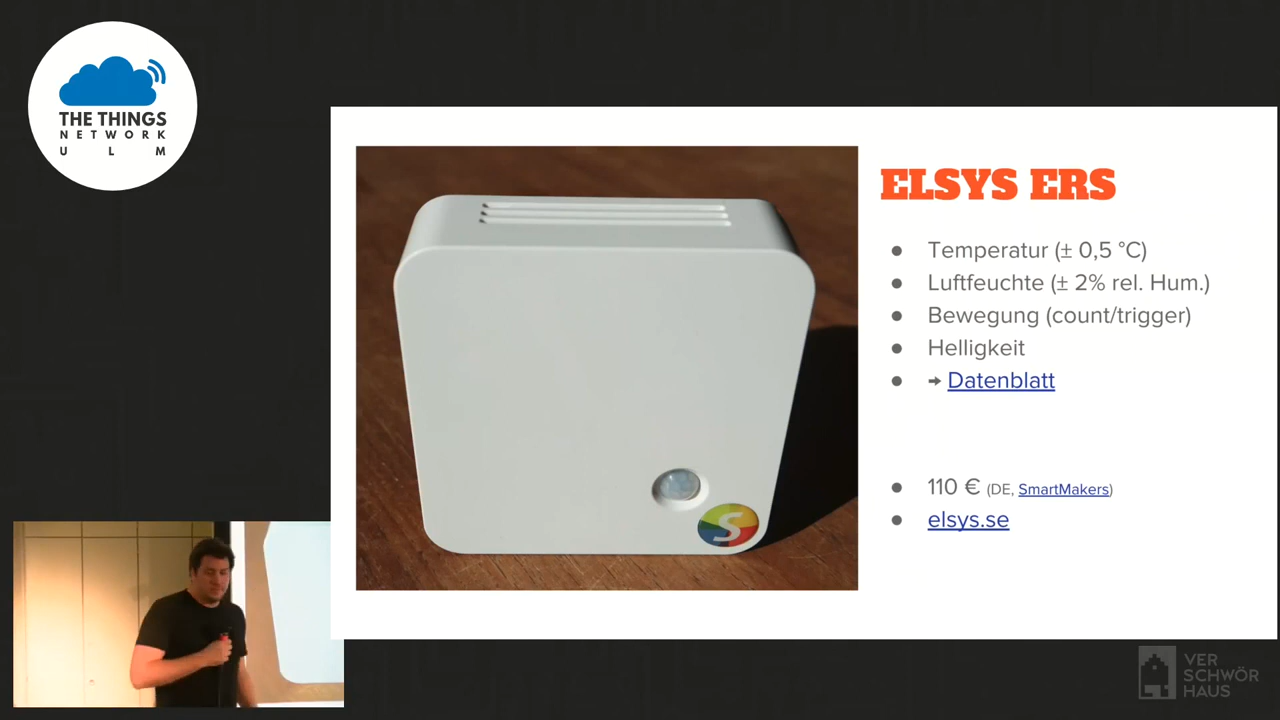 THE THINGS
NETWORK
ULM
ELSYS ERS
● Temperatur (± 0,5 °C)
● Luftfeuchte (± 2% rel. Hum.)
● Bewegung (count/trigger)
● Helligkeit
● ➡ Datenblatt
● 110 € (DE, SmartMakers)
● elsys.se
S
VER
SCHWÖR
HAUS